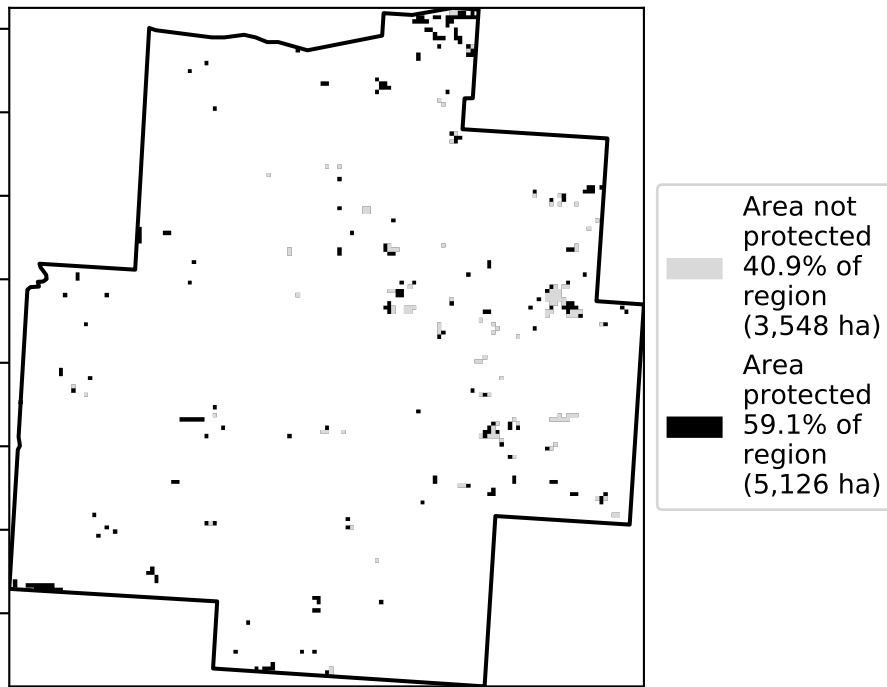 Area not
protected
40.9% of
region
(3,548 ha)
Area
protected
59.1% of
region
(5,126 ha)